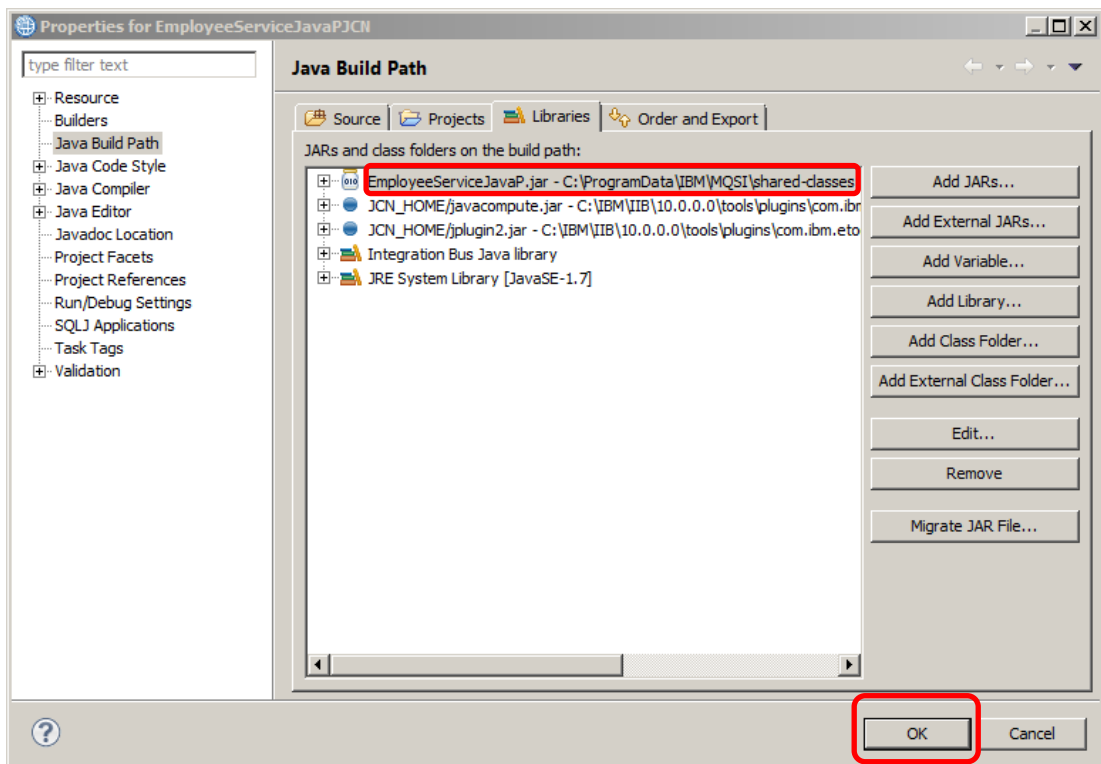 Properties for EmployeeServiceJavaPJCN
type filter text
Resource
Builders
Java Build Path
Java Code Style
Java Compiler
Java Editor
Javadoc Location
Project Facets
Project References
Run/Debug Settings
SQLJ Applications
Task Tags
Validation
Java Build Path
Source Projects Libraries Order and Export
JARs and class folders on the build path:
EmployeeServiceJavaP.jar - C:\ProgramData\IBM\MQSI\shared-classes
JCN_HOME/javacompute.jar - C:\IBM\IIB\10.0.0.0\tools\plugins\com.ibr
JCN_HOME/jplugin2.jar - C:\IBM\IIB\10.0.0.0\tools\plugins\com.ibm.eto
Integration Bus Java library
JRE System Library [JavaSE-1.7]
Add JARs...
Add External JARs...
Add Variable...
Add Library...
Add Class Folder...
Add External Class Folder...
Edit...
Remove
Migrate JAR File...
?
OK Cancel